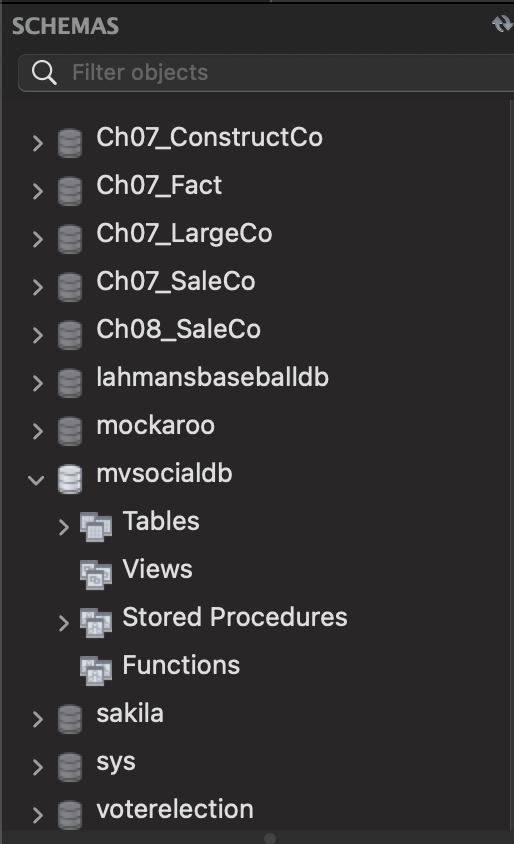 SCHEMAS
Filter objects
Ch07_ConstructCo
Ch07_Fact
Ch07_LargeCo
Ch07_SaleCo
Ch08_SaleCo
lahmansbaseballdb
mockaroo
mvsocialdb
Tables
Views
Stored Procedures
Functions
sakila
sys
voterelection